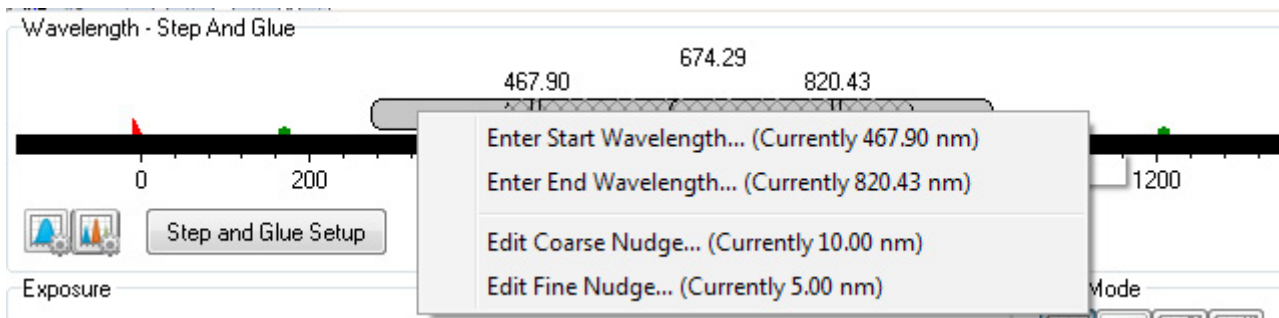 Wavelength - Step And Glue
674.29
467.90 820.43
Enter Start Wavelength... (Currently 467.90 nm)
Enter End Wavelength... (Currently 820.43 nm)
0 200 1200
Step and Glue Setup
Edit Coarse Nudge... (Currently 10.00 nm)
Edit Fine Nudge... (Currently 5.00 nm)
Exposure Mode